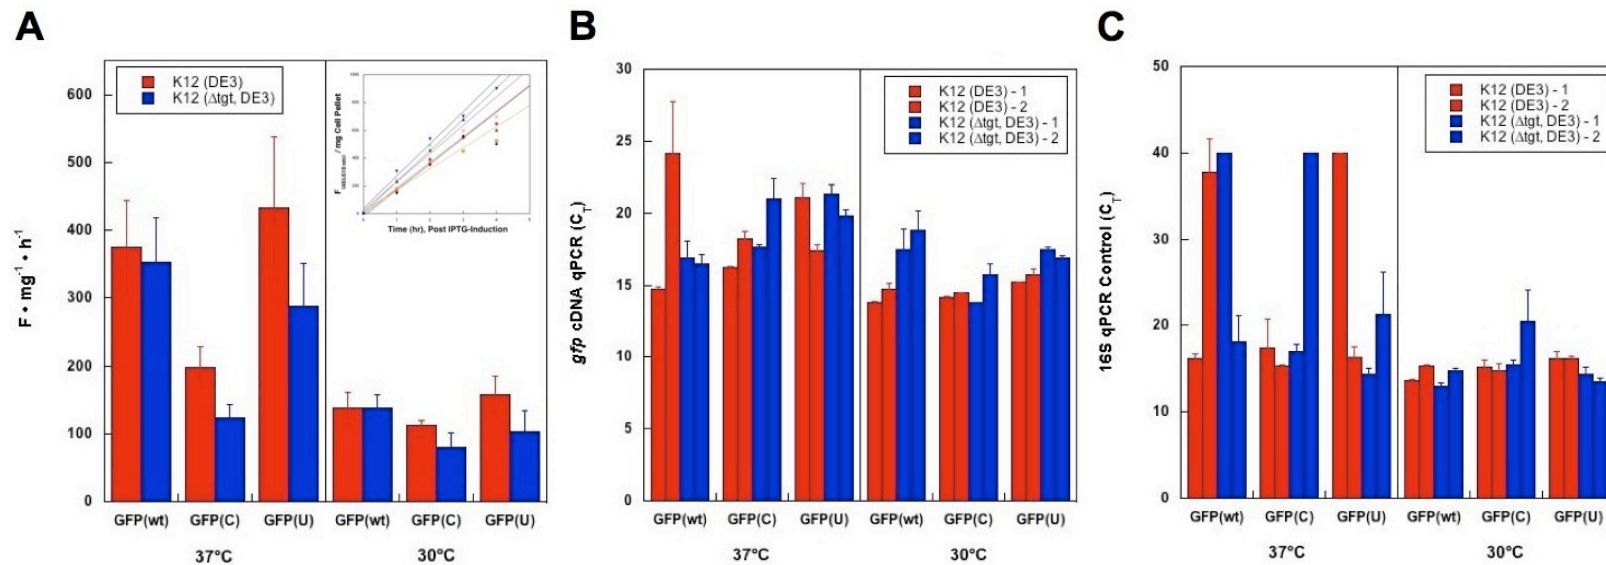 A
F • mg-1 • h-1
600
500
400
300
200
100
0
K12 (DE3)
K12 (Δtgt, DE3)
/ mg Cell Pellet
Time (hr), Post IPTG-Induction
GFP(wt) GFP(C) GFP(U) GFP(wt) GFP(C) GFP(U)
37°C 30°C
B
gfp cDNA qPCR (CT)
30
25
20
15
10
5
0
K12 (DE3) - 1
K12 (DE3) - 2
K12 (Δtgt, DE3) - 1
K12 (Δtgt, DE3) - 2
GFP(wt) GFP(C) GFP(U) GFP(wt) GFP(C) GFP(U)
37°C 30°C
C
16S qPCR Control (CT)
50
40
30
20
10
0
K12 (DE3) - 1
K12 (DE3) - 2
K12 (Δtgt, DE3) - 1
K12 (Δtgt, DE3) - 2
GFP(wt) GFP(C) GFP(U) GFP(wt) GFP(C) GFP(U)
37°C 30°C